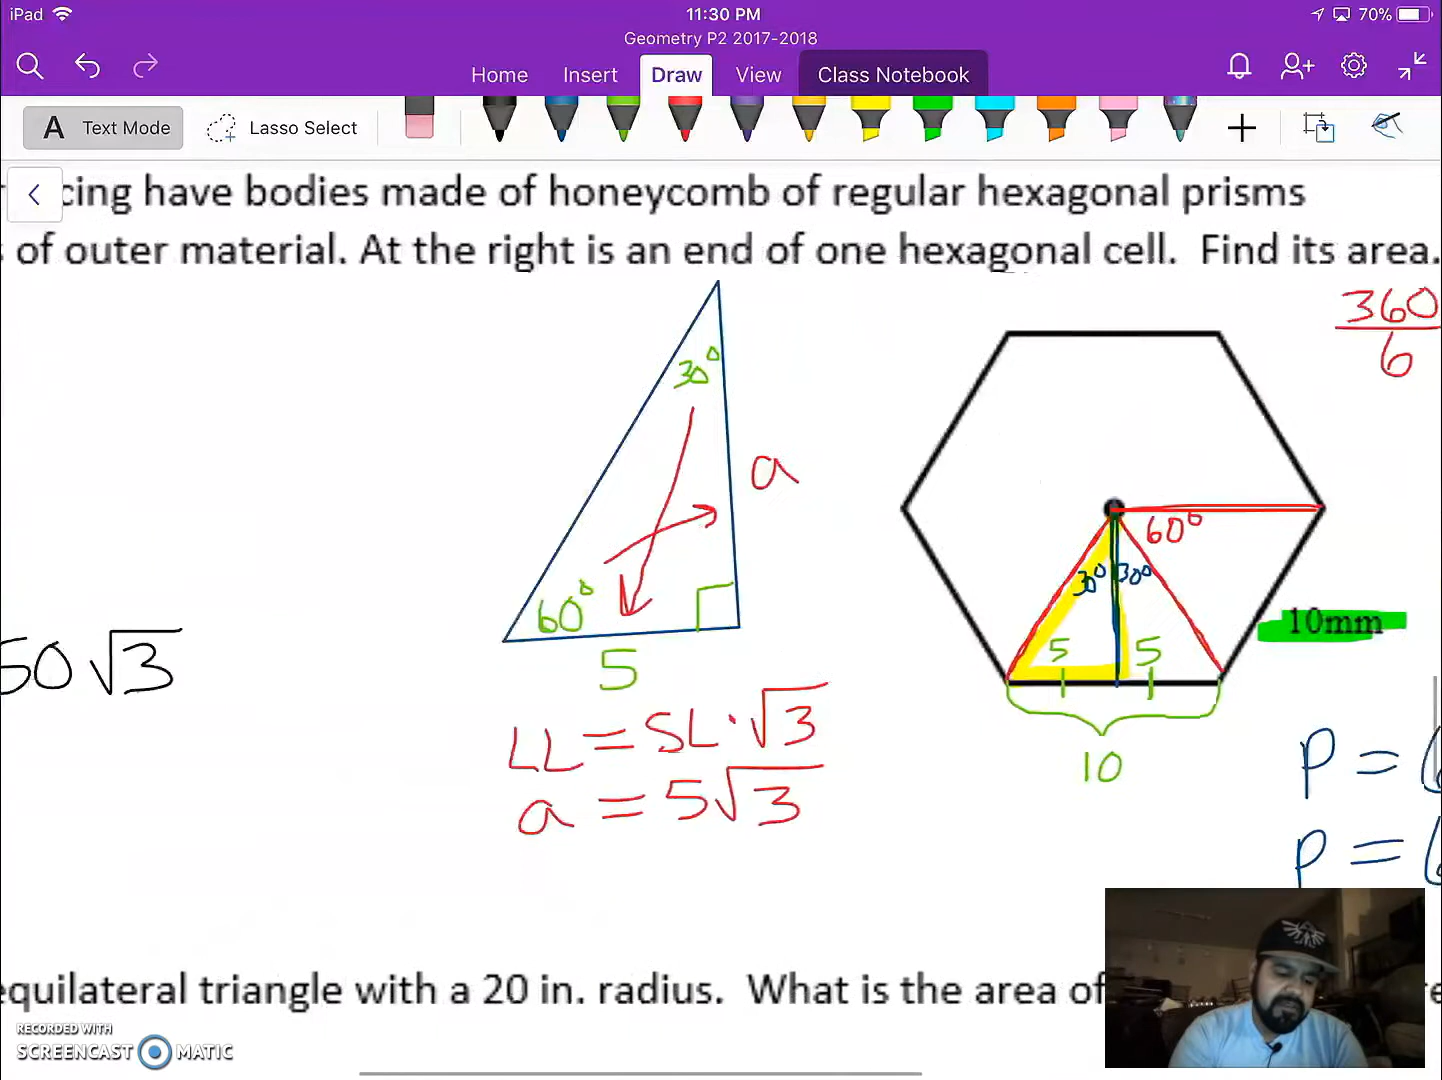 iPad 11:30 PM 70%
Geometry P2 2017-2018
Home Insert Draw View Class Notebook
A Text Mode Lasso Select
cing have bodies made of honeycomb of regular hexagonal prisms
of outer material. At the right is an end of one hexagonal cell. Find its area.
360
6
30°
a
60°
5
50√3
LL = SL·√3
a = 5√3
60°
30° 30°
5 5
10mm
10
P =
P =
equilateral triangle with a 20 in. radius. What is the area of
RECORDED WITH
SCREENCAST MATIC